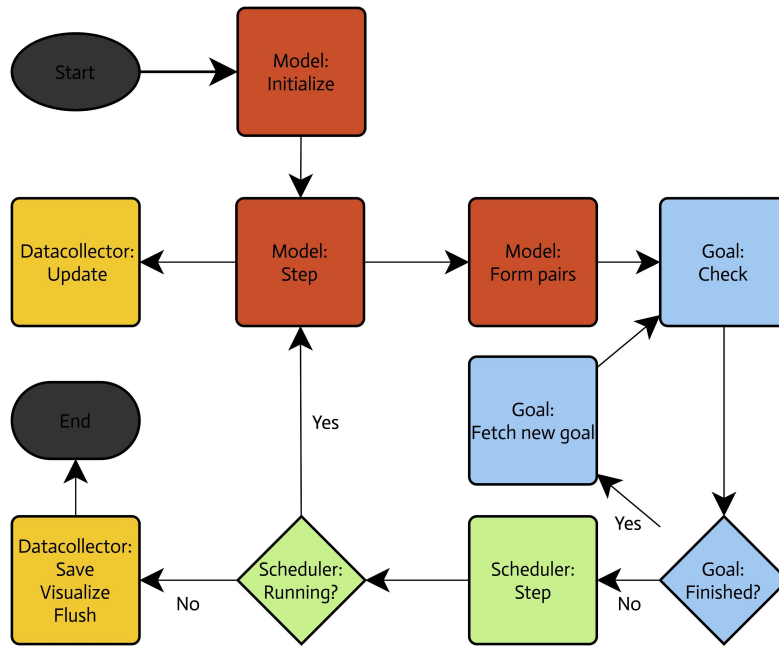 Start
Model:
Initialize
Datacollector:
Update
Model:
Step
Model:
Form pairs
Goal:
Check
End
Yes
Goal:
Fetch new goal
Yes
Datacollector:
Save
Visualize
Flush
No
Scheduler:
Running?
Scheduler:
Step
No
Goal:
Finished?